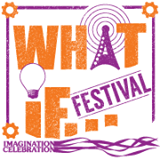 WHAT
IF...
FESTIVAL
IMAGINATION
CELEBRATION